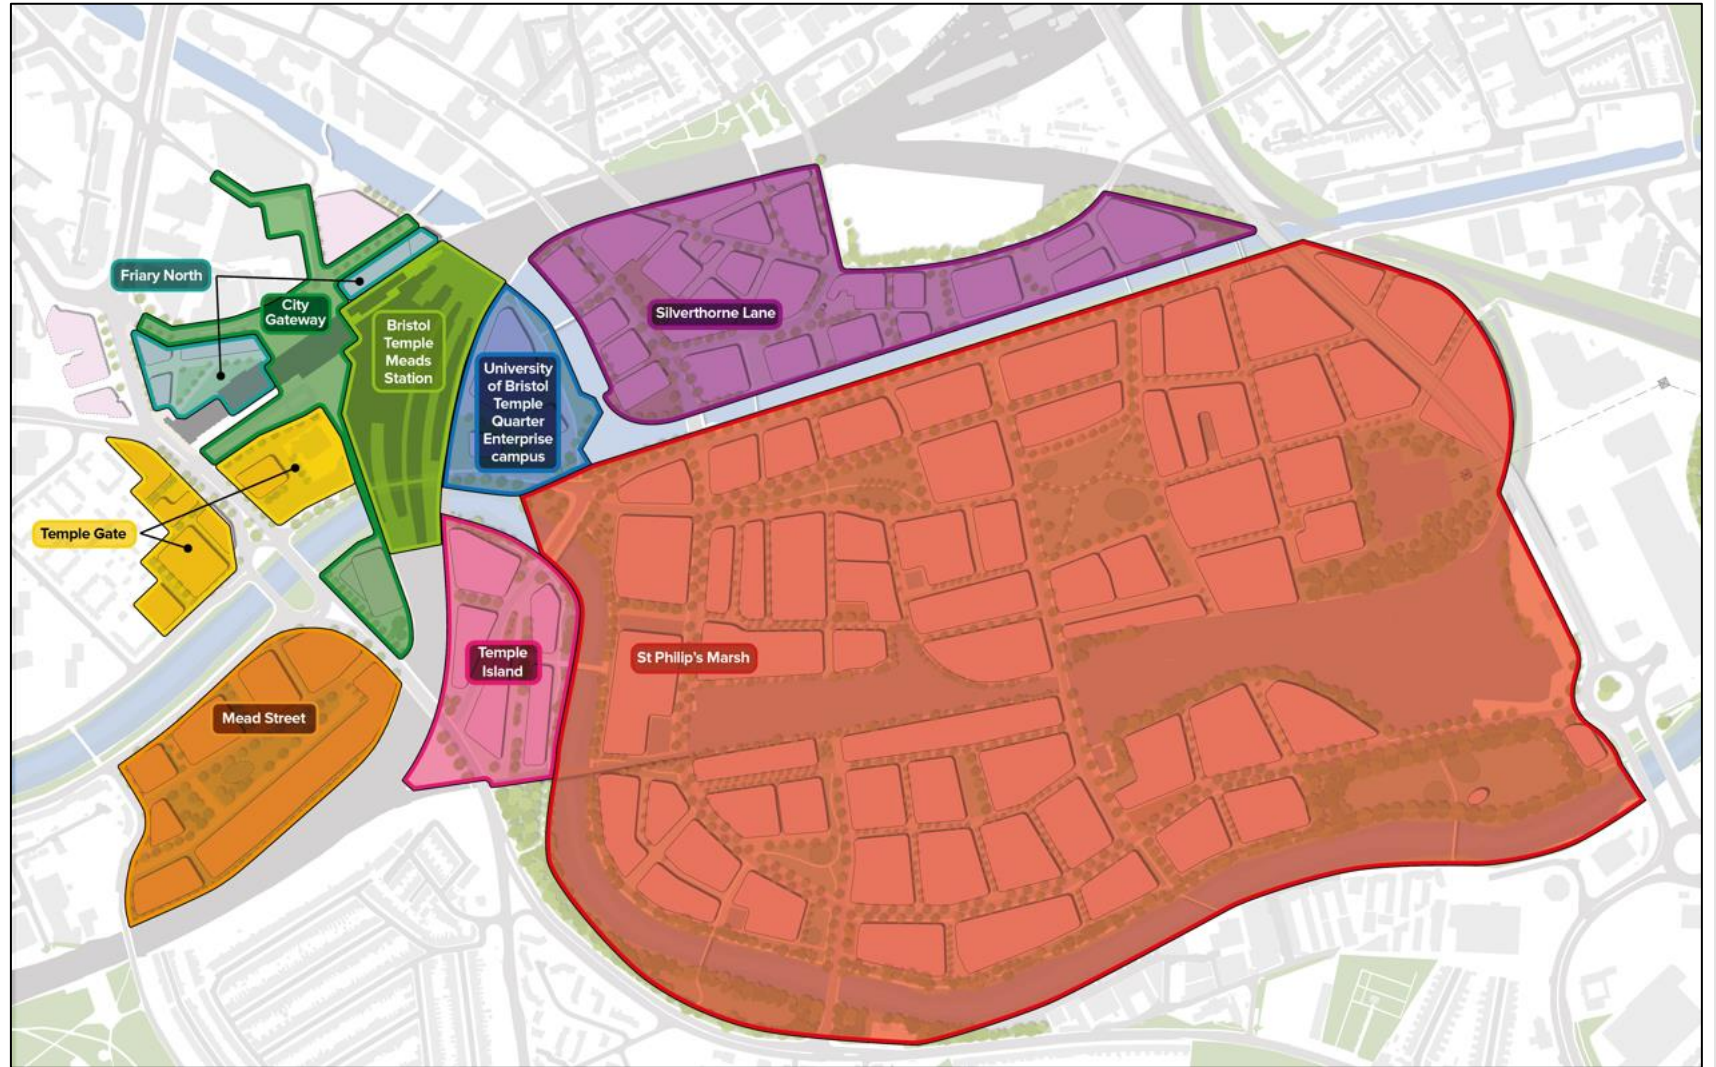 Friary North
City
Gateway
Bristol
Temple
Meads
Station
Silverthorne Lane
University
of Bristol
Temple
Quarter
Enterprise
campus
Temple Gate
Temple
Island
St Philip's Marsh
Mead Street